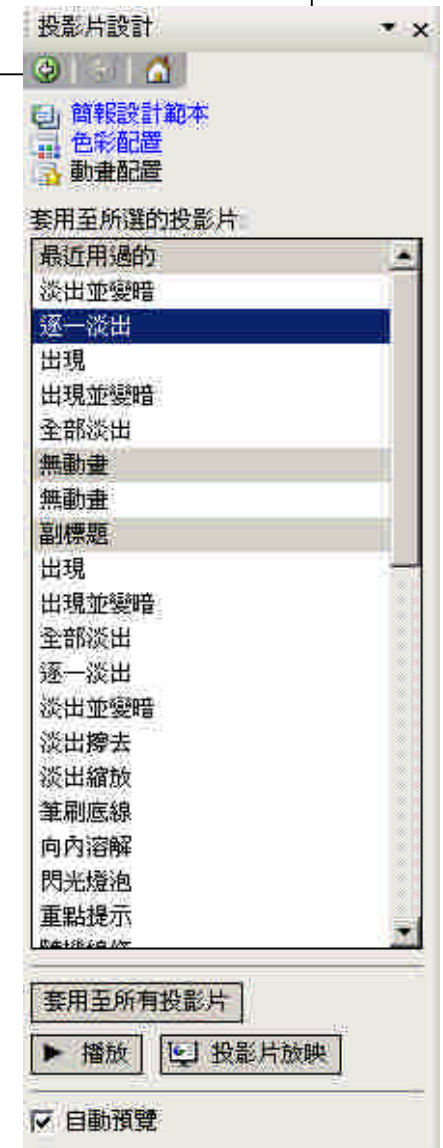 投影片設計
簡報設計範本
色彩配置
動畫配置
套用至所選的投影片:
最近用過的
淡出並變暗
逐一淡出
出現
出現並變暗
全部淡出
無動畫
無動畫
副標題
出現
出現並變暗
全部淡出
逐一淡出
淡出並變暗
淡出擦去
淡出縮放
筆刷底線
向內溶解
閃光燈泡
重點提示
套用至所有投影片
播放 投影片放映
自動預覽